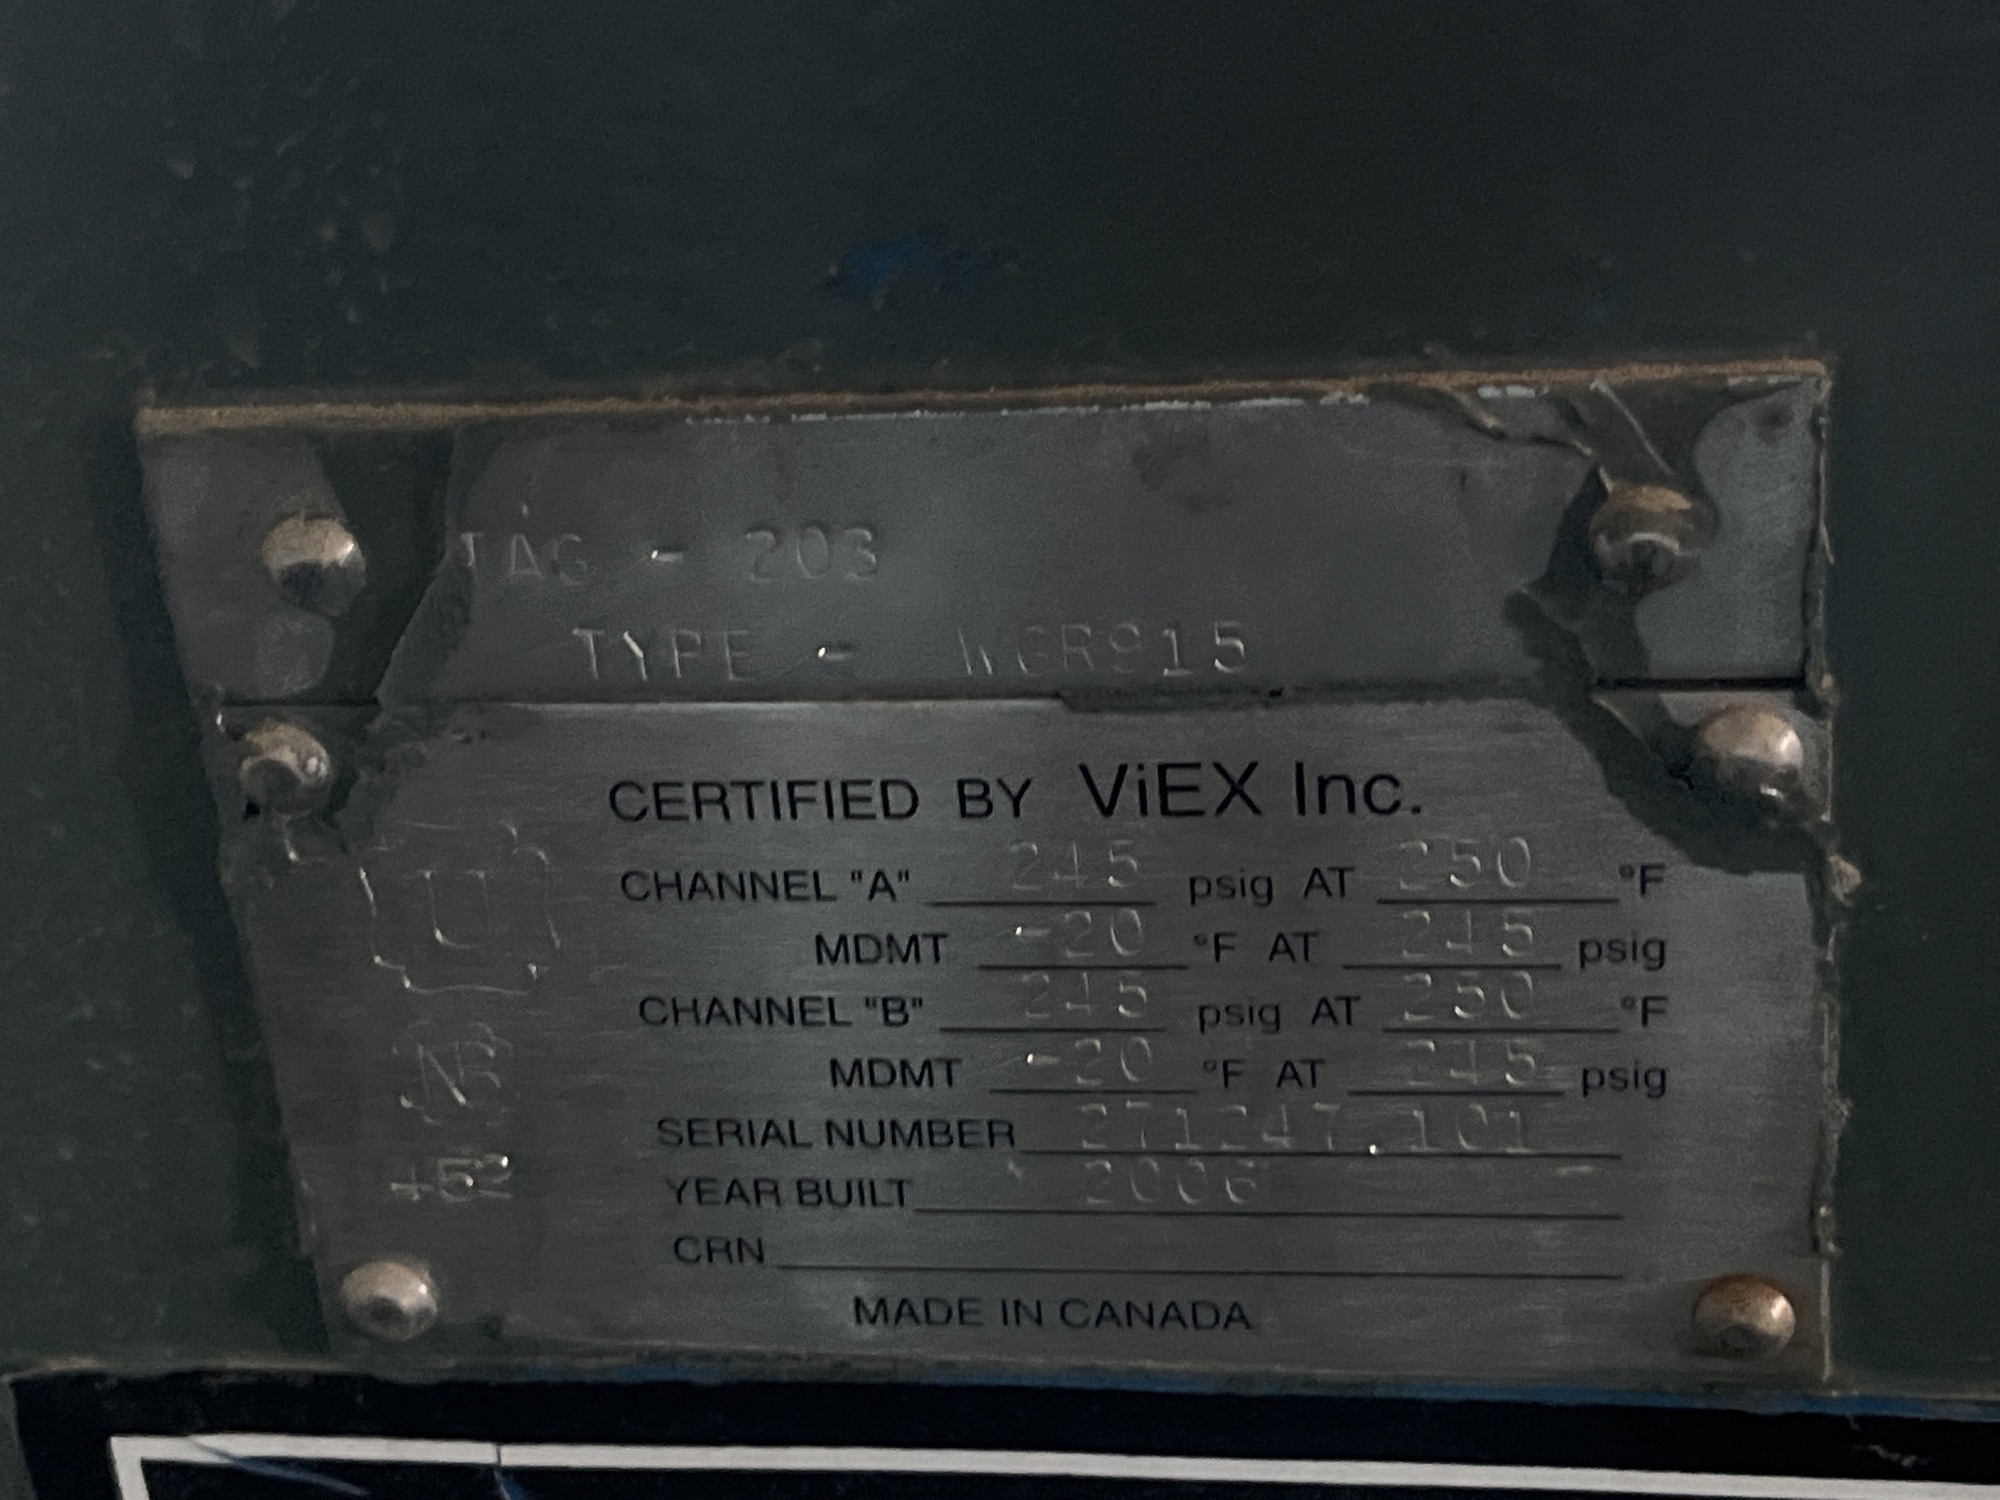 TAG - 203
TYPE - WGR915
CERTIFIED BY ViEX Inc.
CHANNEL "A" 245 psig AT 250 °F
U
MDMT -20 °F AT 245 psig
CHANNEL "B" 245 psig AT 250 °F
NB
MDMT -20 °F AT 245 psig
SERIAL NUMBER 271247.101
452
YEAR BUILT 2006
CRN
MADE IN CANADA